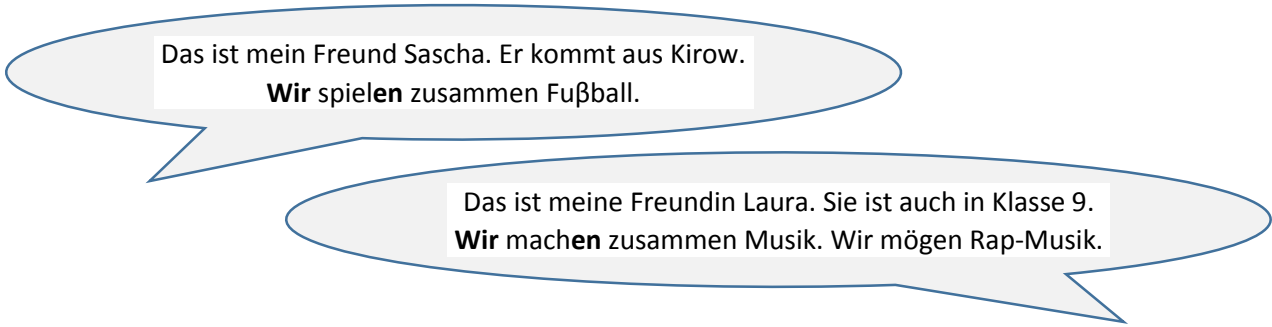 Das ist mein Freund Sascha. Er kommt aus Kirow.
Wir spielen zusammen Fuβball.
Das ist meine Freundin Laura. Sie ist auch in Klasse 9.
Wir machen zusammen Musik. Wir mögen Rap-Musik.